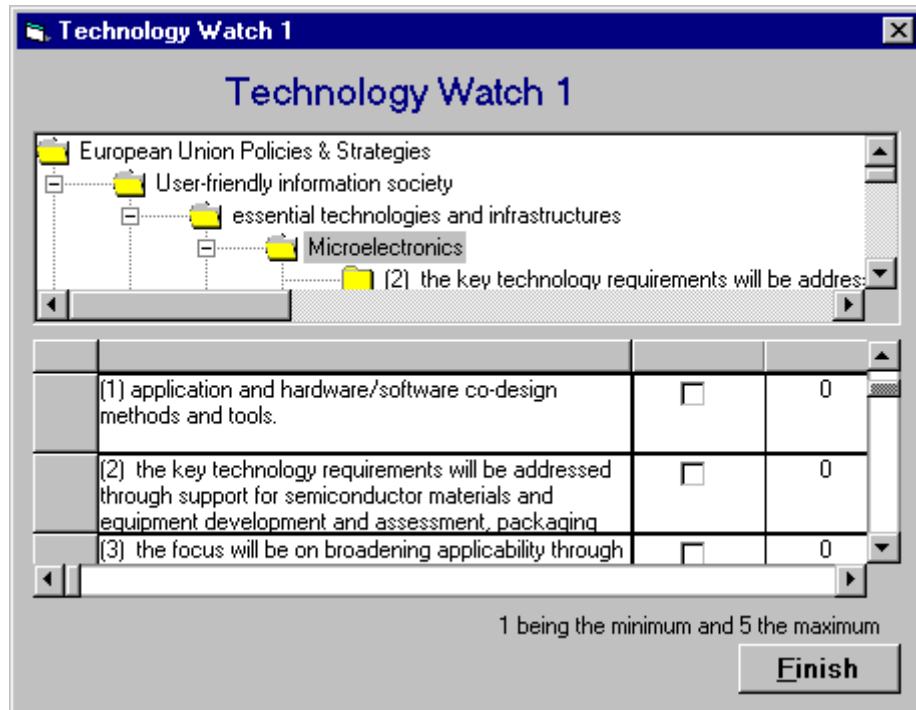 Technology Watch 1
Technology Watch 1
European Union Policies & Strategies
User-friendly information society
essential technologies and infrastructures
Microelectronics
(2) the key technology requirements will be addres
(1) application and hardware/software co-design
methods and tools.
0
(2) the key technology requirements will be addressed
through support for semiconductor materials and
equipment development and assessment, packaging
0
(3) the focus will be on broadening applicability through
0
1 being the minimum and 5 the maximum
Finish